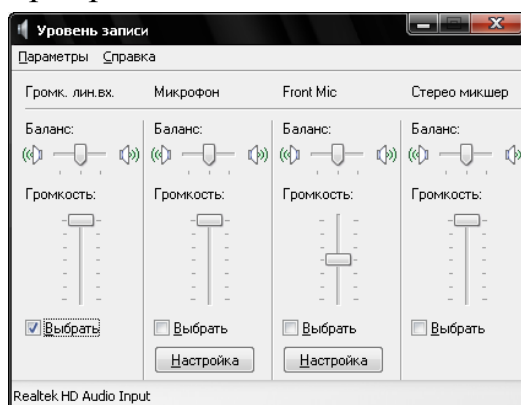 Уровень записи
Параметры Справка
Громк. лин.вх. Микрофон Front Mic Стерео микшер
Баланс: Баланс: Баланс: Баланс:
Громкость: Громкость: Громкость: Громкость:
Выбрать Выбрать Выбрать Выбрать
Настройка Настройка
Realtek HD Audio Input